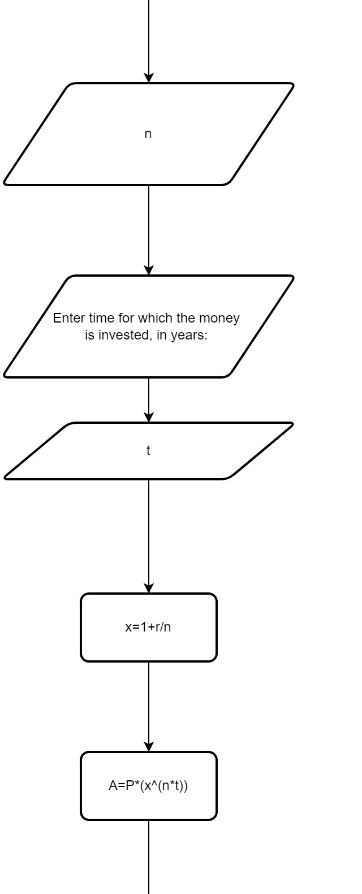 n
Enter time for which the money
is invested, in years:
t
x=1+r/n
A=P*(x^(n*t))